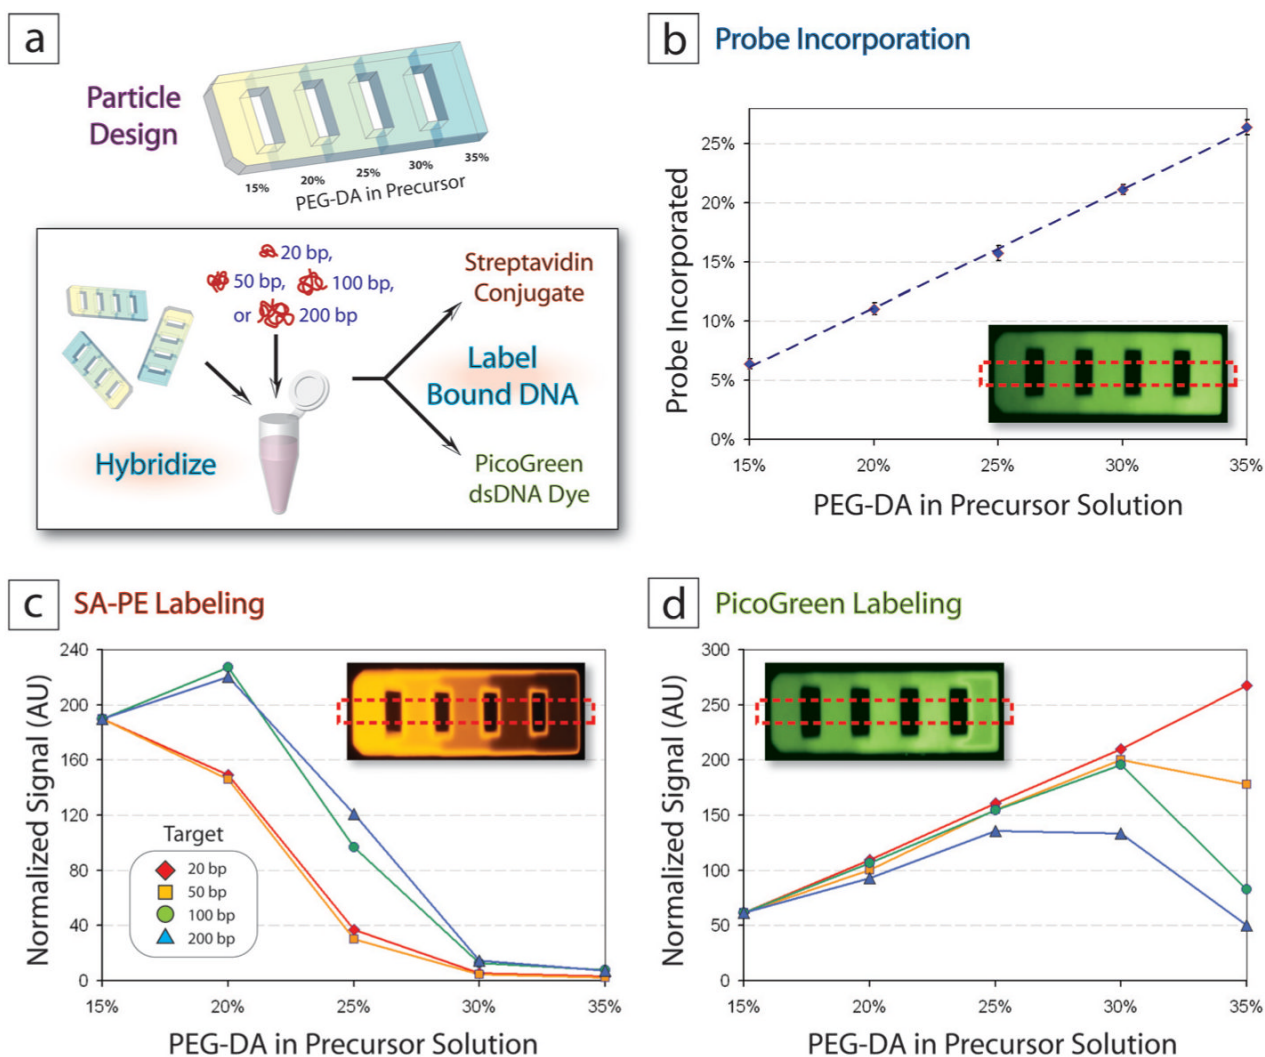 a
Particle
Design
15%
20%
25%
30%
35%
PEG-DA in Precursor
20 bp,
50 bp,
100 bp,
or
200 bp
Hybridize
Streptavidin
Conjugate
Label
Bound DNA
PicoGreen
dsDNA Dye
b
Probe Incorporation
Probe Incorporated
25%
20%
15%
10%
5%
0%
15%
20%
25%
30%
35%
PEG-DA in Precursor Solution
c
SA-PE Labeling
Normalized Signal (AU)
240
200
160
120
80
40
0
Target
20 bp
50 bp
100 bp
200 bp
15%
20%
25%
30%
35%
PEG-DA in Precursor Solution
d
PicoGreen Labeling
Normalized Signal (AU)
300
250
200
150
100
50
0
15%
20%
25%
30%
35%
PEG-DA in Precursor Solution